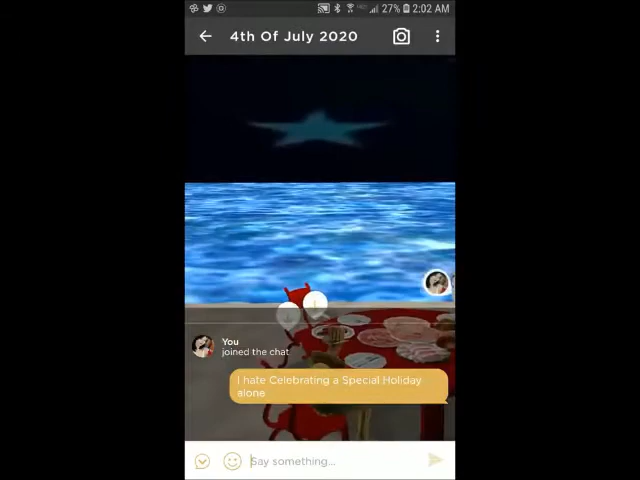 27% 2:02 AM
4th Of July 2020
You
joined the chat
I hate Celebrating a Special Holiday
alone
Say something...